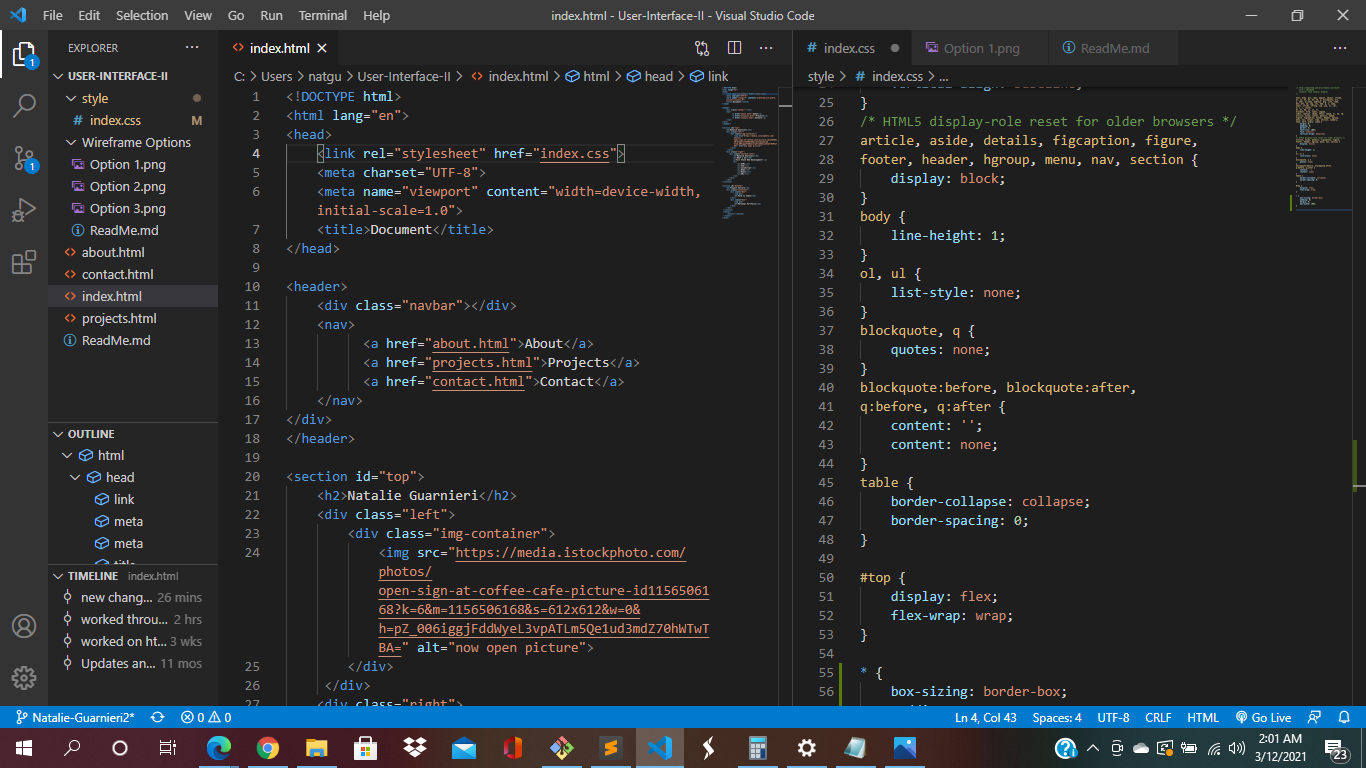 File Edit Selection View Go Run Terminal Help
index.html - User-Interface-II - Visual Studio Code
EXPLORER
USER-INTERFACE-II
style
# index.css M
Wireframe Options
Option 1.png
Option 2.png
Option 3.png
ReadMe.md
about.html
contact.html
index.html
projects.html
ReadMe.md
OUTLINE
html
head
link
meta
meta
TIMELINE index.html
new chang... 26 mins
worked throu... 2 hrs
worked on ht... 3 wks
Updates an... 11 mos
1
1
index.html
C: > Users > natgu > User-Interface-II > index.html > html > head > link
1 <!DOCTYPE html>
2 <html lang="en">
3 <head>
4 <link rel="stylesheet" href="index.css">
5 <meta charset="UTF-8">
6 <meta name="viewport" content="width=device-width,
initial-scale=1.0">
7 <title>Document</title>
8 </head>
9
10 <header>
11 <div class="navbar"></div>
12 <nav>
13 <a href="about.html">About</a>
14 <a href="projects.html">Projects</a>
15 <a href="contact.html">Contact</a>
16 </nav>
17 </div>
18 </header>
19
20 <section id="top">
21 <h2>Natalie Guarnieri</h2>
22 <div class="left">
23 <div class="img-container">
24 <img src="https://media.istockphoto.com/
photos/
open-sign-at-coffee-cafe-picture-id11565061
68?k=6&m=1156506168&s=612x612&w=0&
h=pZ_006iggjFddWyeL3vpATLm5Qe1ud3mdZ70hWTwT
BA=" alt="now open picture">
25 </div>
26 </div>
27 <div class="right">
# index.css Option 1.png ReadMe.md
style > # index.css > ...
25 }
26 /* HTML5 display-role reset for older browsers */
27 article, aside, details, figcaption, figure,
28 footer, header, hgroup, menu, nav, section {
29 display: block;
30 }
31 body {
32 line-height: 1;
33 }
34 ol, ul {
35 list-style: none;
36 }
37 blockquote, q {
38 quotes: none;
39 }
40 blockquote:before, blockquote:after,
41 q:before, q:after {
42 content: '';
43 content: none;
44 }
45 table {
46 border-collapse: collapse;
47 border-spacing: 0;
48 }
49
50 #top {
51 display: flex;
52 flex-wrap: wrap;
53 }
54
55 * {
56 box-sizing: border-box;
Natalie-Guarnieri2* 0 0
Ln 4, Col 43 Spaces: 4 UTF-8 CRLF HTML Go Live
2:01 AM
3/12/2021
23